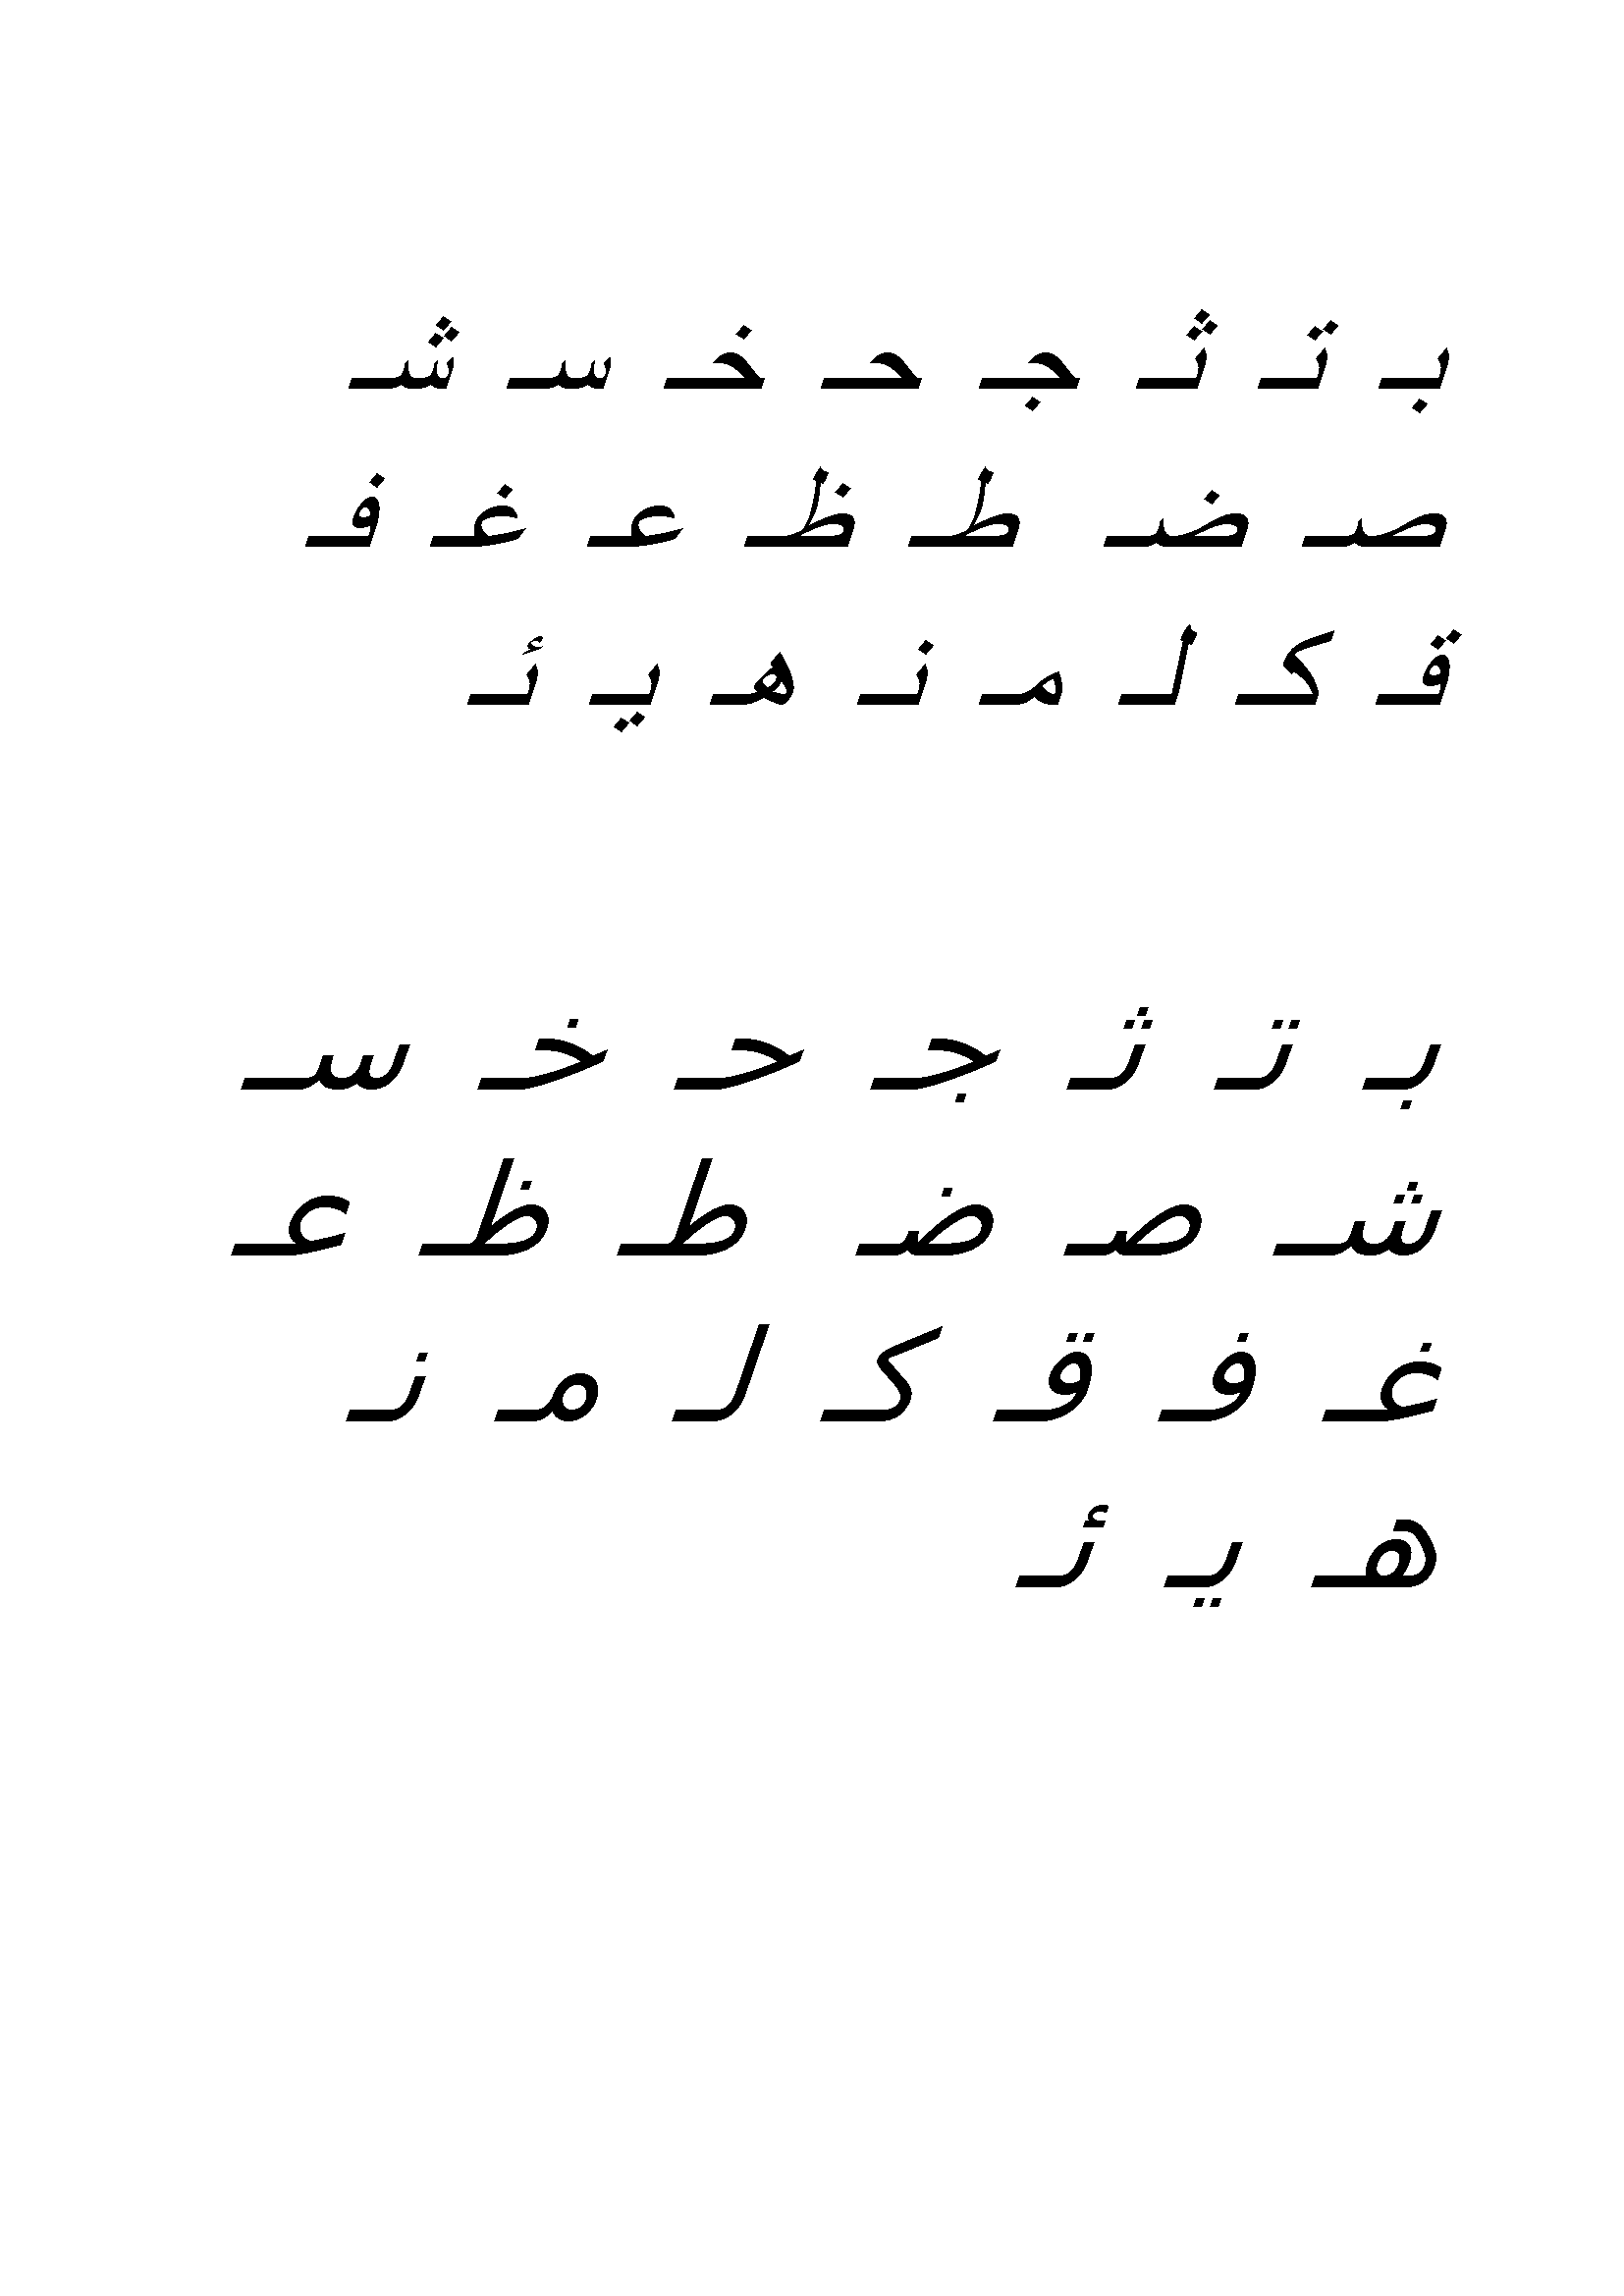 بـ تـ ثـ جـ حـ خـ سـ شـ
صـ ضـ طـ ظـ عـ غـ فـ
قـ كـ لـ مـ نـ هـ يـ ئـ
بـ تـ ثـ جـ حـ خـ سـ
شـ صـ ضـ طـ ظـ عـ
غـ فـ قـ كـ لـ مـ نـ
هـ يـ ئـ